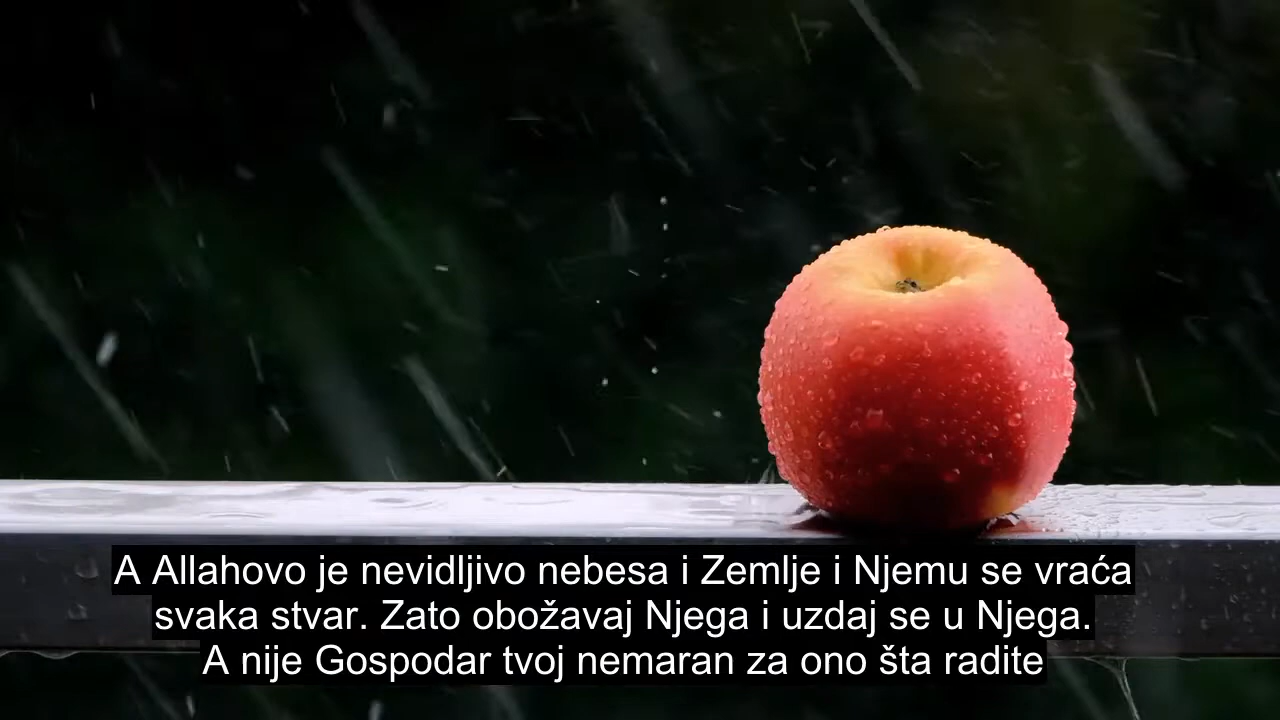 A Allahovo je nevidljivo nebesa i Zemlje i Njemu se vraća
svaka stvar. Zato obožavaj Njega i uzdaj se u Njega.
A nije Gospodar tvoj nemaran za ono šta radite